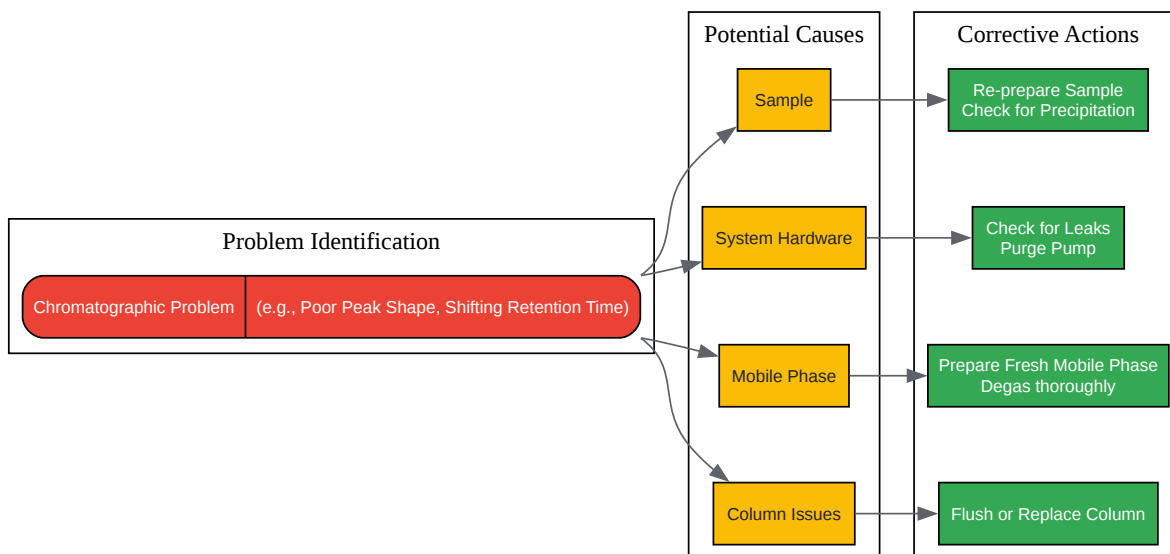 Problem Identification
Chromatographic Problem
(e.g., Poor Peak Shape, Shifting Retention Time)
Potential Causes
Sample
System Hardware
Mobile Phase
Column Issues
Corrective Actions
Re-prepare Sample
Check for Precipitation
Check for Leaks
Purge Pump
Prepare Fresh Mobile Phase
Degas thoroughly
Flush or Replace Column